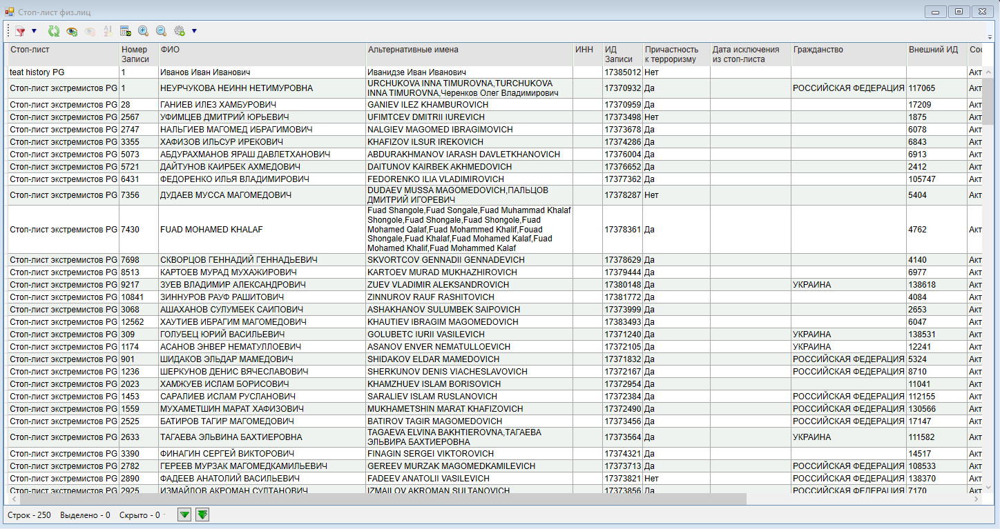 Стоп-лист физ.лиц
Стоп-лист Номер Записи ФИО Альтернативные имена ИНН ИД Записи Причастность к терроризму Дата исключения из стоп-листа Гражданство Внешний ИД Сос
teat history PG 1 Иванов Иван Иванович Иванидзе Иван Иванович 17385012 Нет Акт
Стоп-лист экстремистов PG 1 НЕУРЧУКОВА НЕИНН НЕТИМУРОВНА URCHUKOVA INNA TIMUROVNA,TURCHUKOVA INNA TIMUROVNA,Черенков Олег Владимирович 17370932 Да РОССИЙСКАЯ ФЕДЕРАЦИЯ 117065 Акт
Стоп-лист экстремистов PG 28 ГАНИЕВ ИЛЕЗ ХАМБУРОВИЧ GANIEV ILEZ KHAMBUROVICH 17370959 Да 17209 Акт
Стоп-лист экстремистов PG 2567 УФИМЦЕВ ДМИТРИЙ ЮРЬЕВИЧ UFIMTCEV DMITRII IUREVICH 17373498 Нет 1875 Акт
Стоп-лист экстремистов PG 2747 НАЛЬГИЕВ МАГОМЕД ИБРАГИМОВИЧ NALGIEV MAGOMED IBRAGIMOVICH 17373678 Да 6078 Акт
Стоп-лист экстремистов PG 3355 ХАФИЗОВ ИЛЬСУР ИРЕКОВИЧ KHAFIZOV ILSUR IREKOVICH 17374286 Да 6843 Акт
Стоп-лист экстремистов PG 5073 АБДУРАХМАНОВ ЯРАШ ДАВЛЕТХАНОВИЧ ABDURAKHMANOV IARASH DAVLETKHANOVICH 17376004 Да 6913 Акт
Стоп-лист экстремистов PG 5721 ДАЙТУНОВ КАИРБЕК АХМЕДОВИЧ DAITUNOV KAIRBEK AKHMEDOVICH 17376652 Да 2412 Акт
Стоп-лист экстремистов PG 6431 ФЕДОРЕНКО ИЛЬЯ ВЛАДИМИРОВИЧ FEDORENKO ILIA VLADIMIROVICH 17377362 Да 105747 Акт
Стоп-лист экстремистов PG 7356 ДУДАЕВ МУССА МАГОМЕДОВИЧ DUDAEV MUSSA MAGOMEDOVICH,ПАЛЬЦОВ ДМИТРИЙ ИГОРЕВИЧ 17378287 Нет 5404 Акт
Стоп-лист экстремистов PG 7430 FUAD MOHAMED KHALAF Fuad Shangole,Fuad Songale,Fuad Muhammad Khalaf Shongole,Fuad Shongale,Fuad Shongole,Fuad Mohamed Qalaf,Fuad Mohammed Khalif,Fouad Shongale,Fuad Khalaf,Fuad Mohamed Kalaf,Fuad Mohamed Khalif,Fuad Mohammed Kalaf 17378361 Да 4762 Акт
Стоп-лист экстремистов PG 7698 СКВОРЦОВ ГЕННАДИЙ ГЕННАДЬЕВИЧ SKVORTCOV GENNADII GENNADEVICH 17378629 Да 4140 Акт
Стоп-лист экстремистов PG 8513 КАРТОЕВ МУРАД МУХАЖИРОВИЧ KARTOEV MURAD MUKHAZHIROVICH 17379444 Да 6977 Акт
Стоп-лист экстремистов PG 9217 ЗУЕВ ВЛАДИМИР АЛЕКСАНДРОВИЧ ZUEV VLADIMIR ALEKSANDROVICH 17380148 Да УКРАИНА 138618 Акт
Стоп-лист экстремистов PG 10841 ЗИННУРОВ РАУФ РАШИТОВИЧ ZINNUROV RAUF RASHITOVICH 17381772 Да 4084 Акт
Стоп-лист экстремистов PG 3068 АШАХАНОВ СУЛУМБЕК САИПОВИЧ ASHAKHANOV SULUMBEK SAIPOVICH 17373999 Да 2653 Акт
Стоп-лист экстремистов PG 12562 ХАУТИЕВ ИБРАГИМ МАГОМЕДОВИЧ KHAUTIEV IBRAGIM MAGOMEDOVICH 17383493 Да 6047 Акт
Стоп-лист экстремистов PG 309 ГОЛУБЕЦ ЮРИЙ ВАСИЛЬЕВИЧ GOLUBETC IURII VASILEVICH 17371240 Да УКРАИНА 138531 Акт
Стоп-лист экстремистов PG 1174 АСАНОВ ЭНВЕР НЕМАТУЛЛОЕВИЧ ASANOV ENVER NEMATULLOEVICH 17372105 Да УКРАИНА 12241 Акт
Стоп-лист экстремистов PG 901 ШИДАКОВ ЭЛЬДАР МАМЕДОВИЧ SHIDAKOV ELDAR MAMEDOVICH 17371832 Да РОССИЙСКАЯ ФЕДЕРАЦИЯ 5324 Акт
Стоп-лист экстремистов PG 1236 ШЕРКУНОВ ДЕНИС ВЯЧЕСЛАВОВИЧ SHERKUNOV DENIS VIACHESLAVOVICH 17372167 Да РОССИЙСКАЯ ФЕДЕРАЦИЯ 8710 Акт
Стоп-лист экстремистов PG 2023 ХАМЖУЕВ ИСЛАМ БОРИСОВИЧ KHAMZHUEV ISLAM BORISOVICH 17372954 Да 11041 Акт
Стоп-лист экстремистов PG 1453 САРАЛИЕВ ИСЛАМ РУСЛАНОВИЧ SARALIEV ISLAM RUSLANOVICH 17372384 Да РОССИЙСКАЯ ФЕДЕРАЦИЯ 112155 Акт
Стоп-лист экстремистов PG 1559 МУХАМЕТШИН МАРАТ ХАФИЗОВИЧ MUKHAMETSHIN MARAT KHAFIZOVICH 17372490 Да РОССИЙСКАЯ ФЕДЕРАЦИЯ 130566 Акт
Стоп-лист экстремистов PG 2525 БАТИРОВ ТАГИР МАГОМЕДОВИЧ BATIROV TAGIR MAGOMEDOVICH 17373456 Да РОССИЙСКАЯ ФЕДЕРАЦИЯ 17147 Акт
Стоп-лист экстремистов PG 2633 ТАГАЕВА ЭЛЬВИНА БАХТИЕРОВНА TAGAEVA ELVINA BAKHTIEROVNA,ТАГАЕВА ЭЛЬВИРА БАХТИЕРОВНА 17373564 Да УКРАИНА 111582 Акт
Стоп-лист экстремистов PG 3390 ФИНАГИН СЕРГЕЙ ВИКТОРОВИЧ FINAGIN SERGEI VIKTOROVICH 17374321 Да 14517 Акт
Стоп-лист экстремистов PG 2782 ГЕРЕЕВ МУРЗАК МАГОМЕДКАМИЛЬЕВИЧ GEREEV MURZAK MAGOMEDKAMILEVICH 17373713 Да РОССИЙСКАЯ ФЕДЕРАЦИЯ 108533 Акт
Стоп-лист экстремистов PG 2890 ФАДЕЕВ АНАТОЛИЙ ВАСИЛЬЕВИЧ FADEEV ANATOLII VASILEVICH 17373821 Нет РОССИЙСКАЯ ФЕДЕРАЦИЯ 138370 Акт
Стоп-лист экстремистов PG 2925 ИЗМАЙЛОВ АКРОМАН СУЛТАНОВИЧ IZMAILOV AKROMAN SULTANOVICH 17373856 Да РОССИЙСКАЯ ФЕДЕРАЦИЯ 7170 Акт
Строк - 250 Выделено - 0 Скрыто - 0